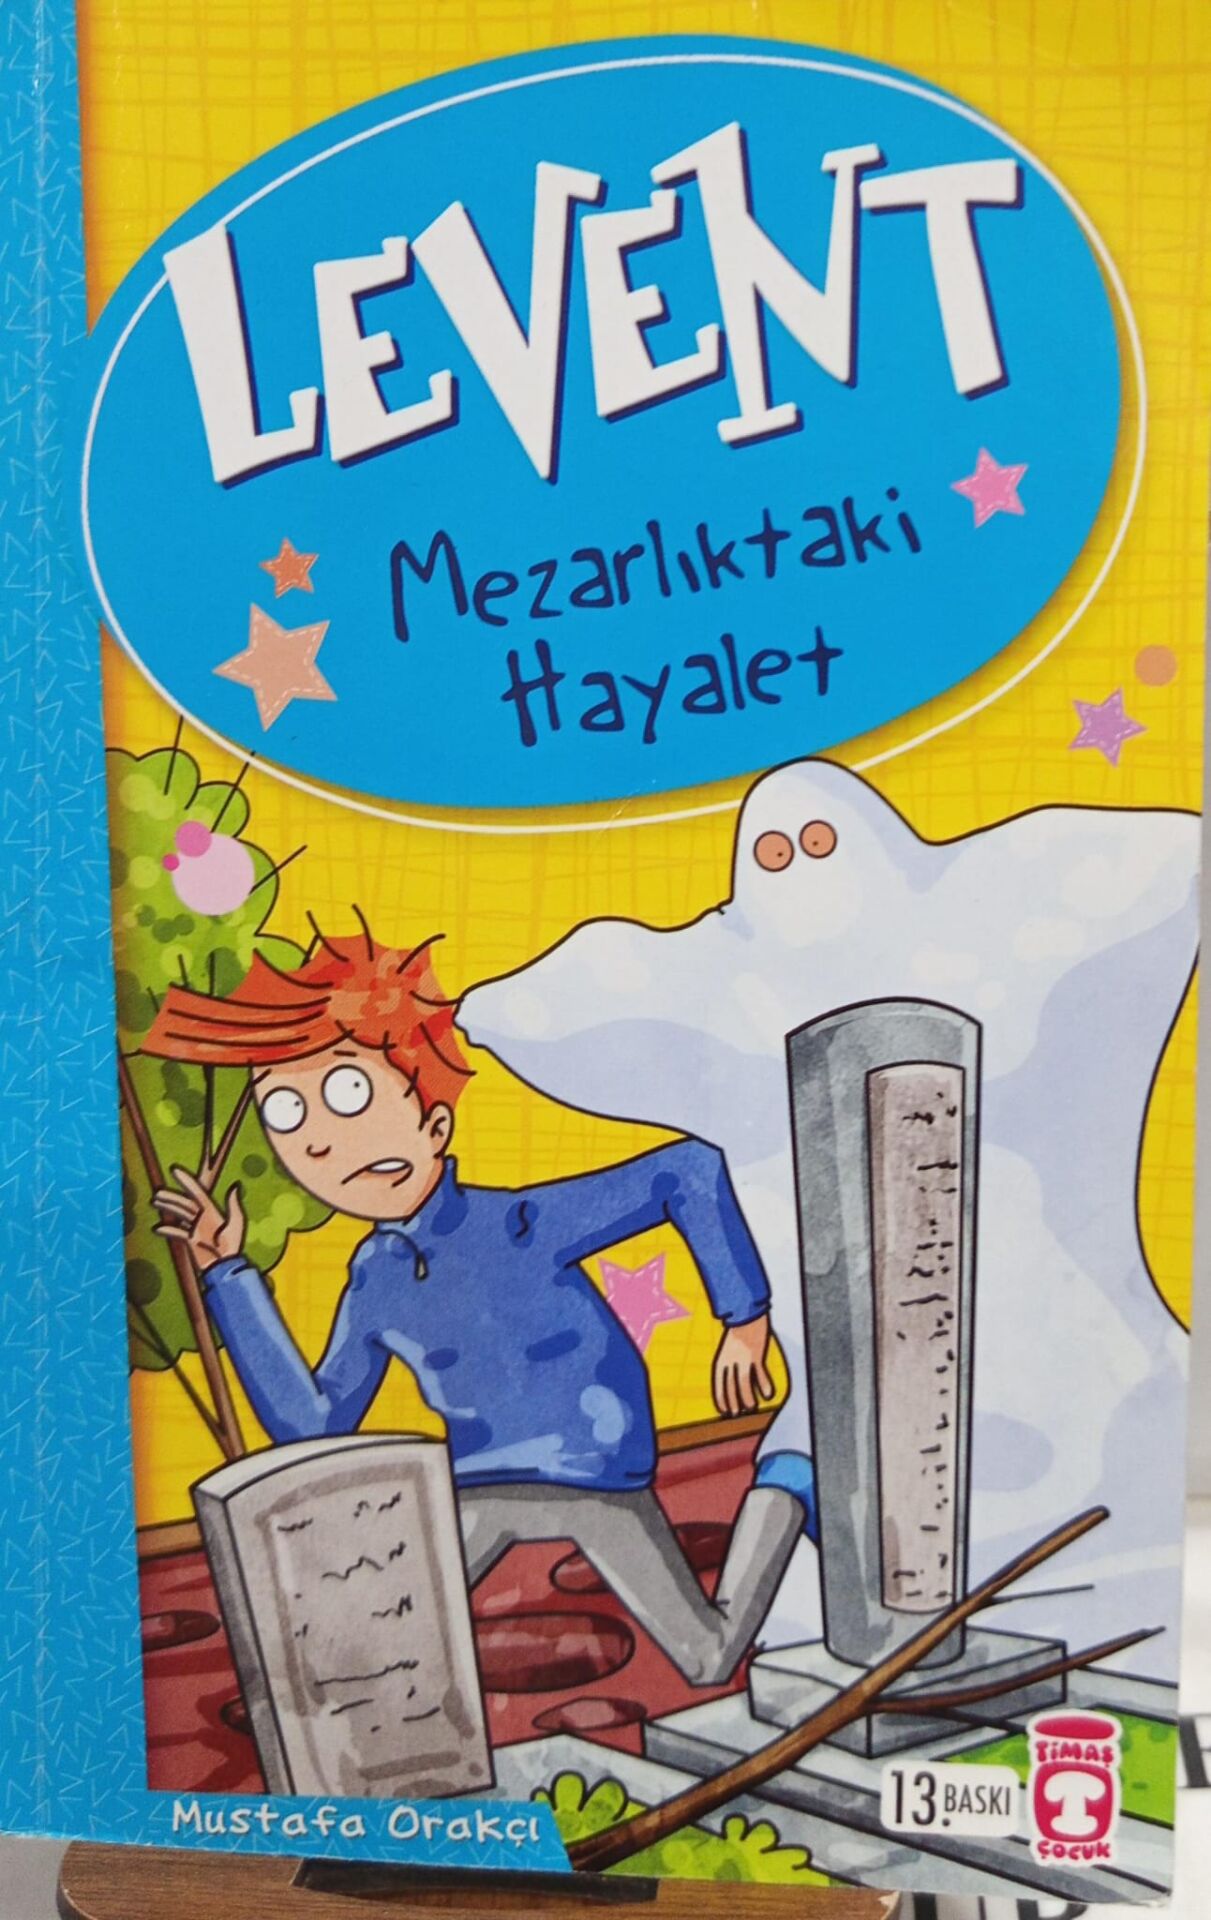 LEVENT
Mezarlıktaki
Hayalet
Mustafa Orakçı
13. BASKI
TİMAŞ
ÇOCUK